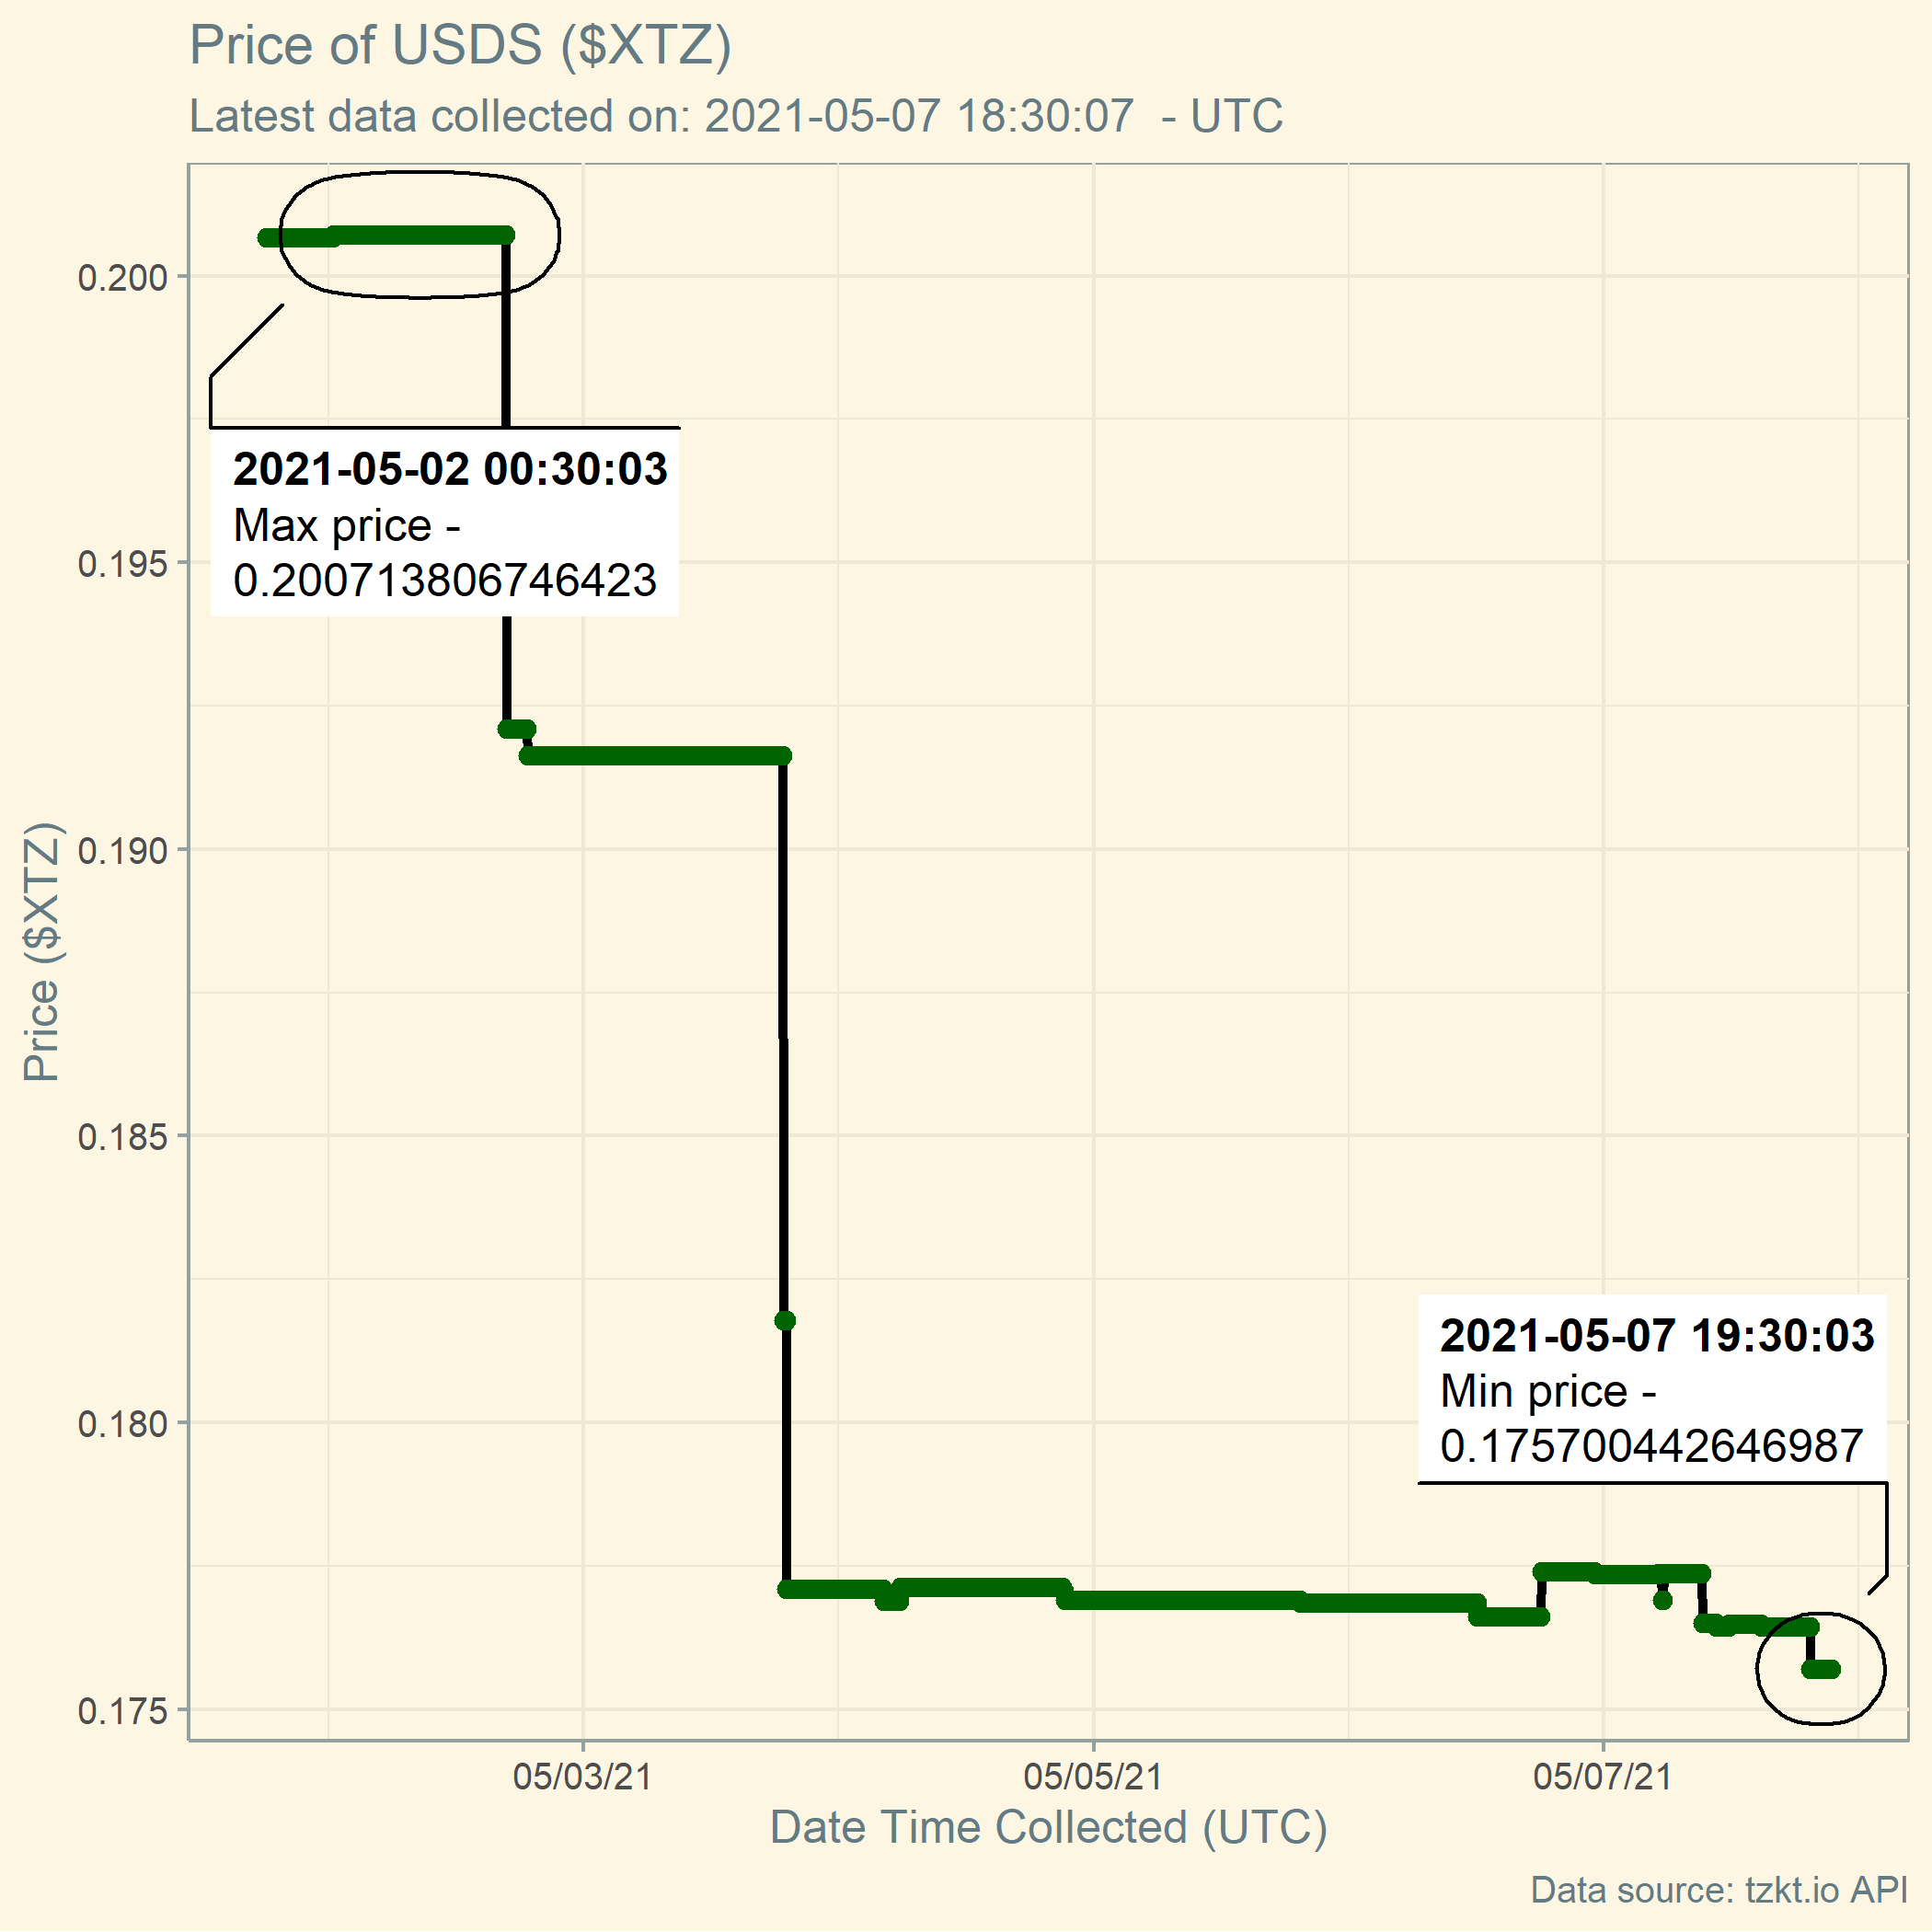 Price of USDS ($XTZ)
Latest data collected on: 2021-05-07 18:30:07  - UTC
0.200
2021-05-02 00:30:03
Max price -
0.200713806746423
0.195
0.190
Price ($XTZ)
0.185
2021-05-07 19:30:03
Min price -
0.175700442646987
0.180
0.175
05/03/21
05/05/21
05/07/21
Date Time Collected (UTC)
Data source: tzkt.io API